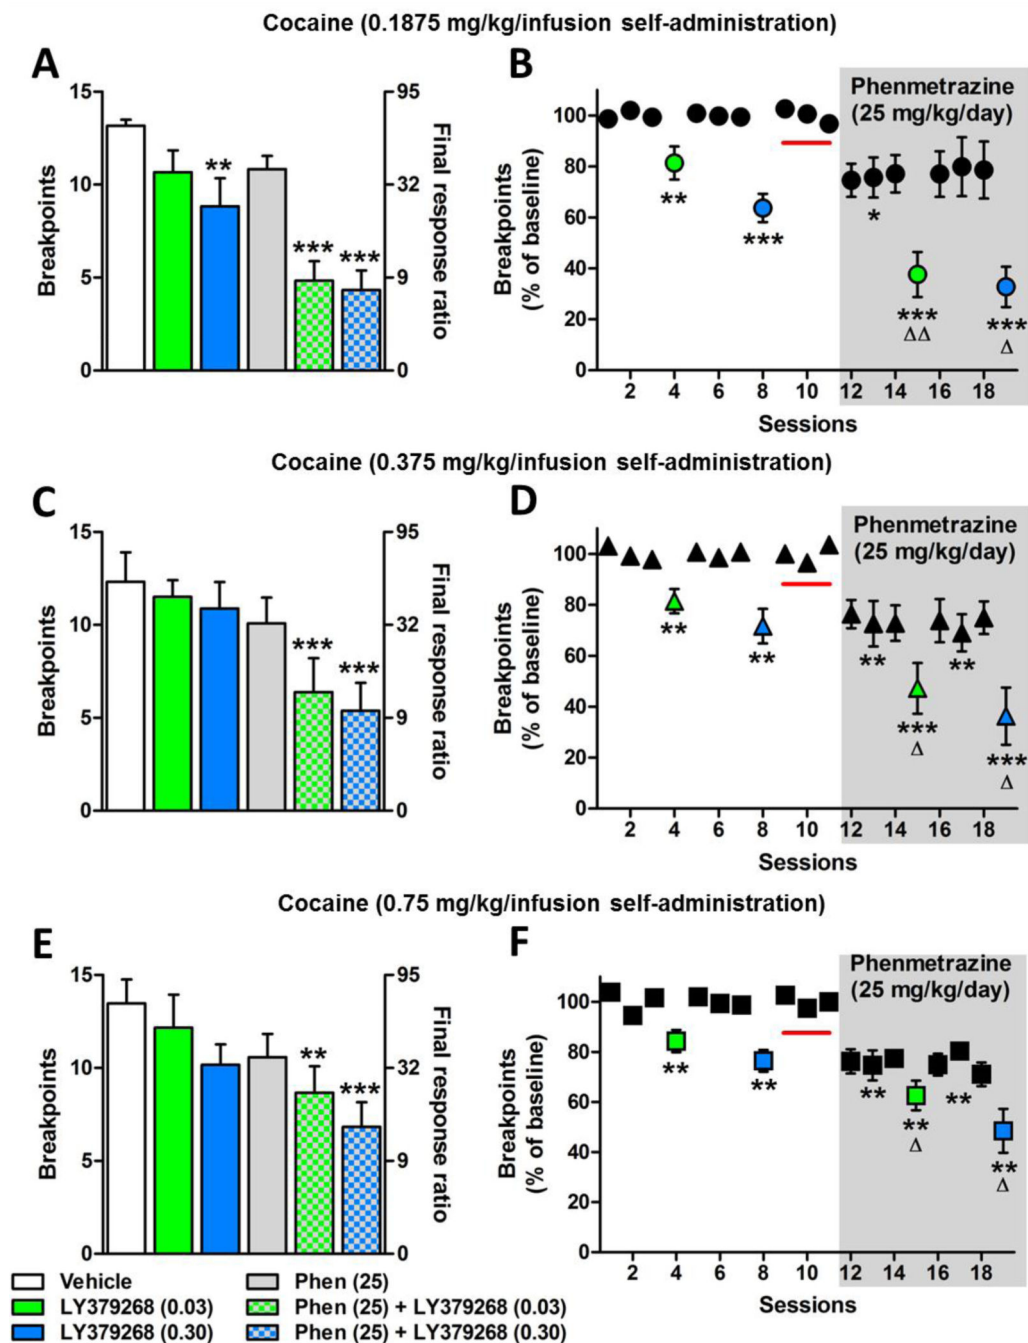 Cocaine (0.1875 mg/kg/infusion self-administration)
A
15
10
5
0
Breakpoints
**
***
***
95
32
9
0
Final response ratio
B
Phenmetrazine
(25 mg/kg/day)
100
80
60
40
20
0
Breakpoints
(% of baseline)
**
***
*
***
ΔΔ
***
Δ
2 4 6 8 10 12 14 16 18
Sessions
Cocaine (0.375 mg/kg/infusion self-administration)
C
15
10
5
0
Breakpoints
***
***
95
32
9
0
Final response ratio
D
Phenmetrazine
(25 mg/kg/day)
100
80
60
40
20
0
Breakpoints
(% of baseline)
**
**
**
**
***
Δ
***
Δ
2 4 6 8 10 12 14 16 18
Sessions
Cocaine (0.75 mg/kg/infusion self-administration)
E
15
10
5
0
Breakpoints
**
***
95
32
9
0
Final response ratio
F
Phenmetrazine
(25 mg/kg/day)
100
80
60
40
20
0
Breakpoints
(% of baseline)
**
**
**
**
**
Δ
**
Δ
2 4 6 8 10 12 14 16 18
Sessions
Vehicle
LY379268 (0.03)
LY379268 (0.30)
Phen (25)
Phen (25) + LY379268 (0.03)
Phen (25) + LY379268 (0.30)